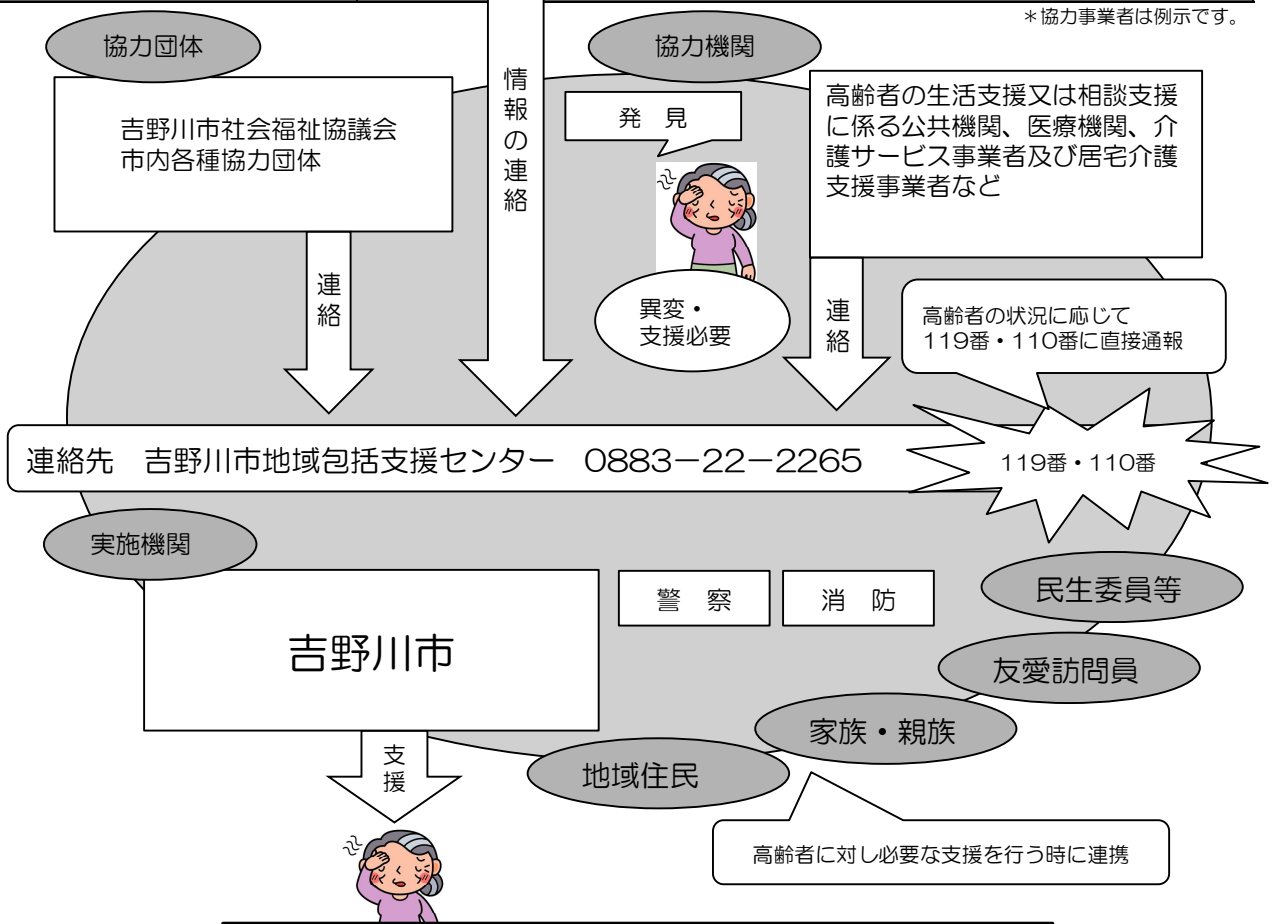 ＊協力事業者は例示です。
協力団体
協力機関
吉野川市社会福祉協議会
市内各種協力団体
情報の連絡
発　見
高齢者の生活支援又は相談支援
に係る公共機関、医療機関、介
護サービス事業者及び居宅介護
支援事業者など
連絡
異変・
支援必要
連絡
高齢者の状況に応じて
119番・110番に直接通報
連絡先　吉野川市地域包括支援センター　0883－22－2265
119番・110番
実施機関
吉野川市
警　察
消　防
民生委員等
友愛訪問員
家族・親族
地域住民
支援
高齢者に対し必要な支援を行う時に連携